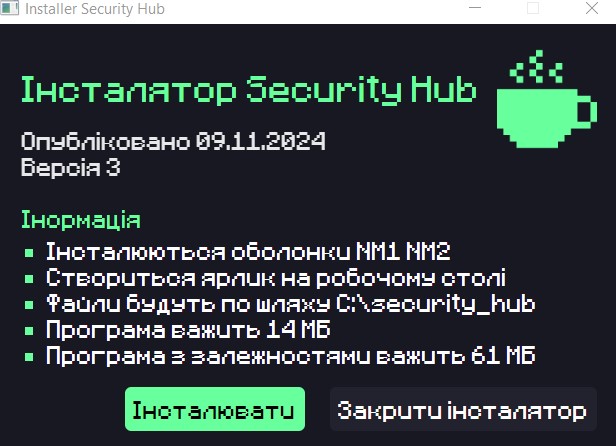 Installer Security Hub
Інсталятор Security Hub
Опубліковано 09.11.2024
Версія 3
Інормація
Інсталюються оболонки NM1 NM2
Створиться ярлик на робочому столі
Файли будуть по шляху C:\security_hub
Програма важить 14 МБ
Програма з залежностями важить 61 МБ
Інсталювати
Закрити інсталятор